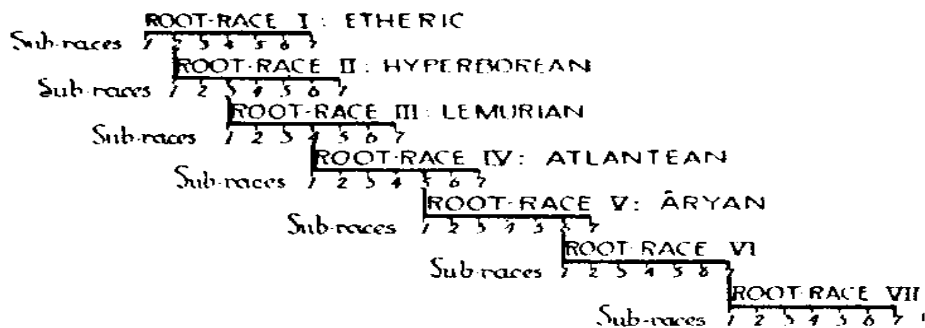 ROOT-RACE I : ETHERIC
Sub-races 1 2 3 4 5 6 7
ROOT-RACE II : HYPERBOREAN
Sub-races 1 2 3 4 5 6 7
ROOT-RACE III : LEMURIAN
Sub-races 1 2 3 4 5 6 7
ROOT-RACE IV : ATLANTEAN
Sub-races 1 2 3 4 5 6 7
ROOT-RACE V : ĀRYAN
Sub-races 1 2 3 4 5 6 7
ROOT-RACE VI
Sub-races 1 2 3 4 5 6 7
ROOT-RACE VII
Sub-races 1 2 3 4 5 6 7